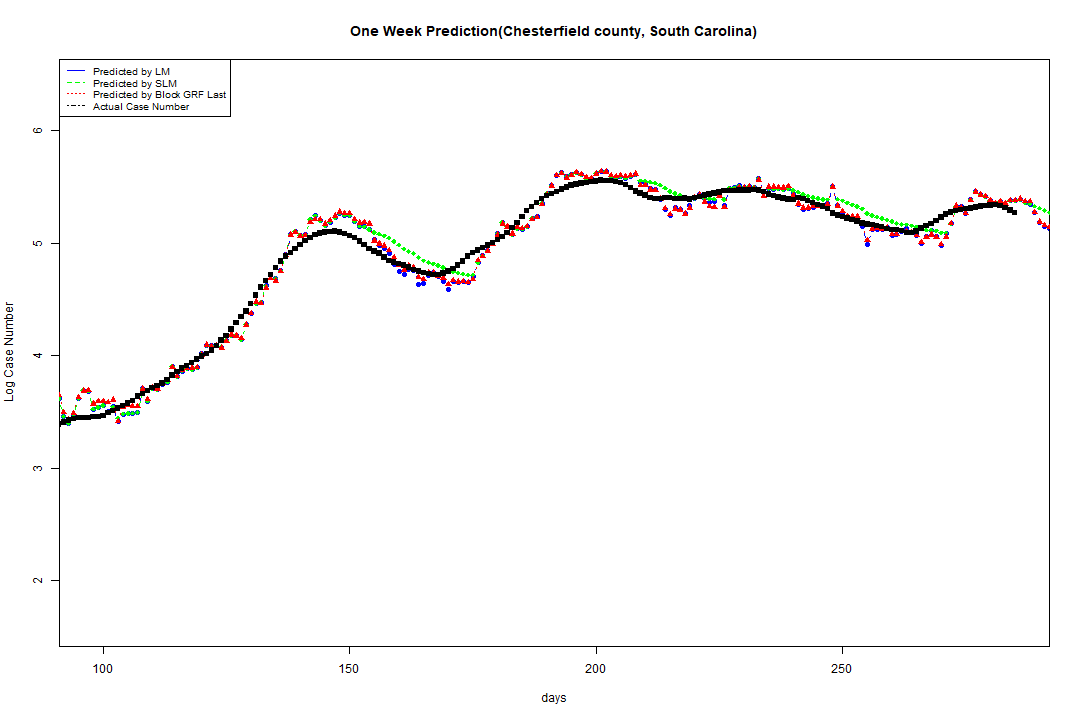 One Week Prediction(Chesterfield county, South Carolina)
Predicted by LM
Predicted by SLM
Predicted by Block GRF Last
Actual Case Number
6
5
4
3
2
Log Case Number
100 150 200 250
days